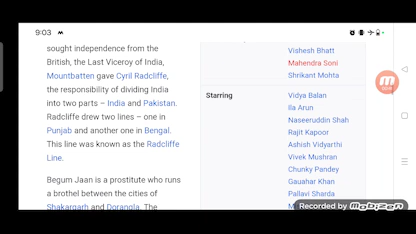 9:03
sought independence from the
British, the Last Viceroy of India,
Mountbatten gave Cyril Radcliffe,
the responsibility of dividing India
into two parts – India and Pakistan.
Radcliffe drew two lines – one in
Punjab and another one in Bengal.
This line was known as the Radcliffe
Line.
Begum Jaan is a prostitute who runs
a brothel between the cities of
Shakargarh and Dorangla. The
Vishesh Bhatt
Mahendra Soni
Shrikant Mohta
Starring
Vidya Balan
Ila Arun
Naseeruddin Shah
Rajit Kapoor
Ashish Vidyarthi
Vivek Mushran
Chunky Pandey
Gauahar Khan
Pallavi Sharda
Recorded by Mobizen